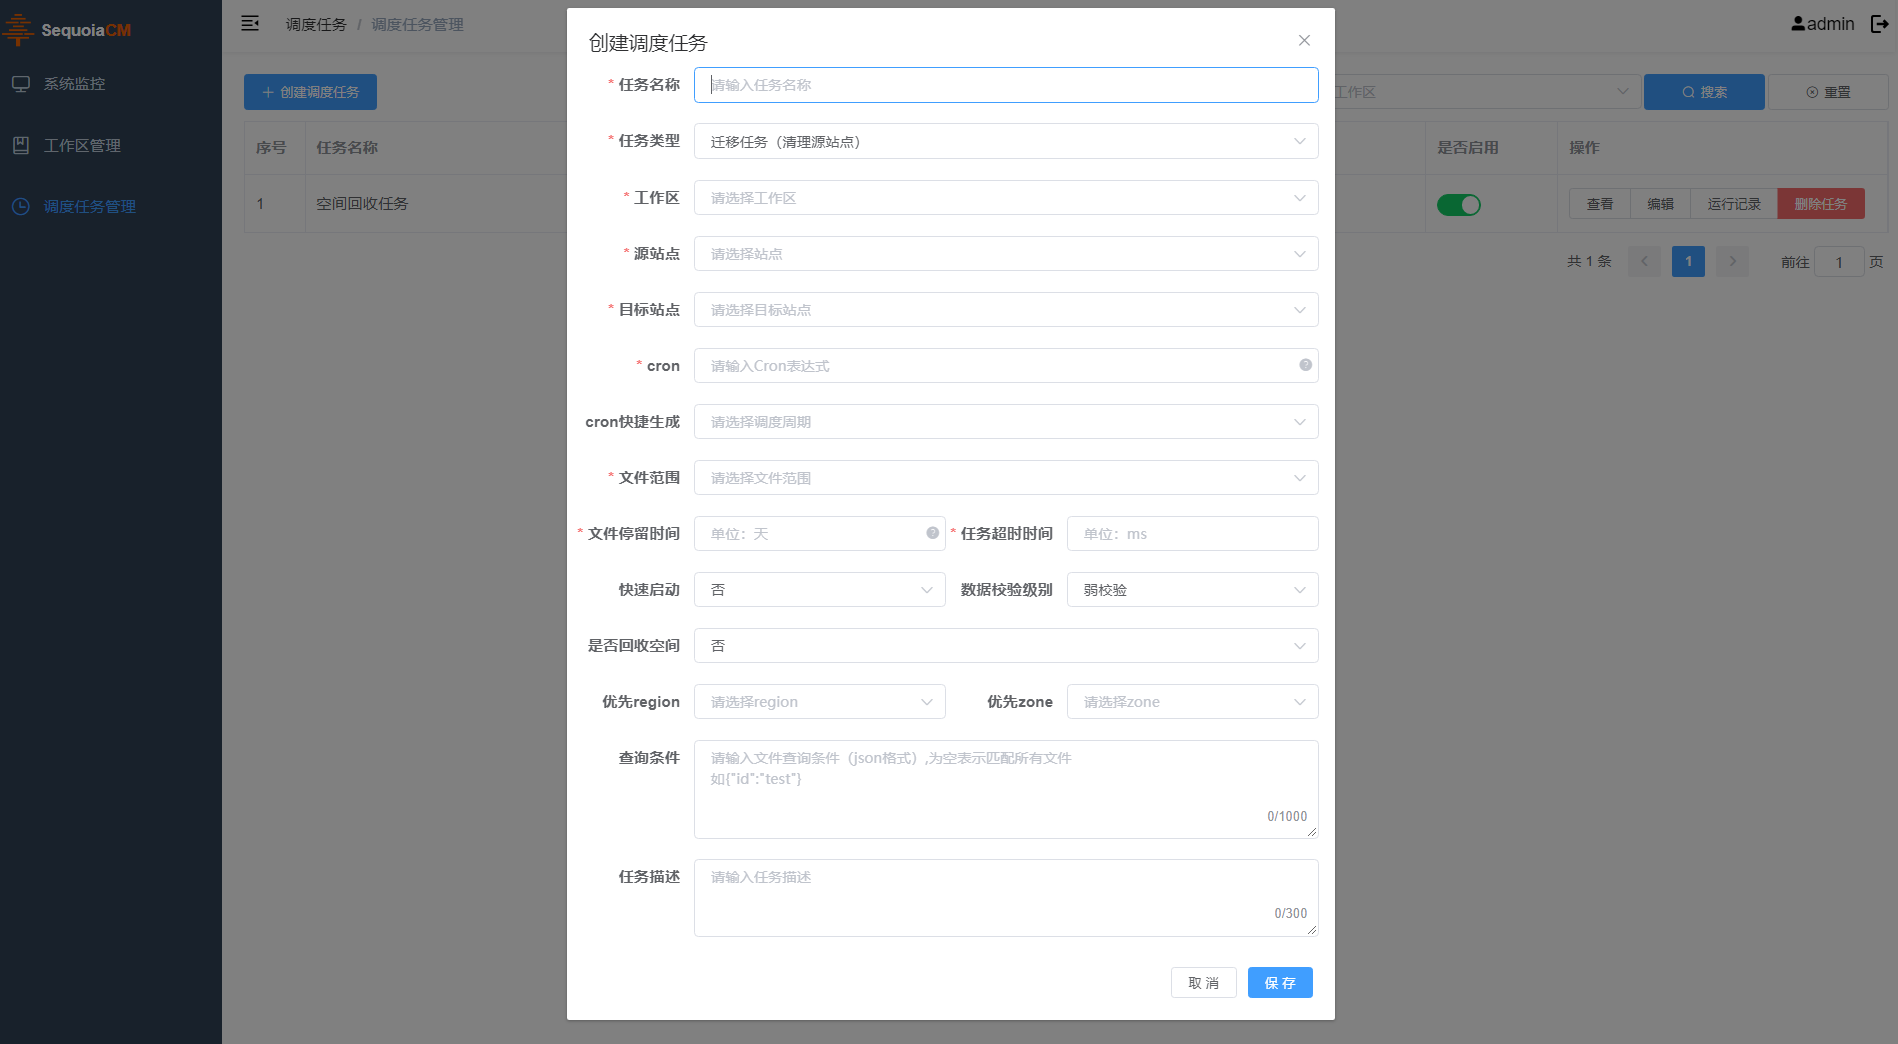 SequoiaCM
系统监控
工作区管理
调度任务管理
调度任务 / 调度任务管理
admin
创建调度任务
工作区
搜索
重置
序号
任务名称
是否启用
操作
1
空间回收任务
查看
编辑
运行记录
删除任务
共 1 条
1
前往
1
页
创建调度任务
* 任务名称
请输入任务名称
* 任务类型
迁移任务（清理源站点）
* 工作区
请选择工作区
* 源站点
请选择站点
* 目标站点
请选择目标站点
* cron
请输入Cron表达式
cron快捷生成
请选择调度周期
* 文件范围
请选择文件范围
* 文件停留时间
单位：天
* 任务超时时间
单位：ms
快速启动
否
数据校验级别
弱校验
是否回收空间
否
优先region
请选择region
优先zone
请选择zone
查询条件
请输入文件查询条件（json格式）,为空表示匹配所有文件
如{"id":"test"}
0/1000
任务描述
请输入任务描述
0/300
取 消
保 存